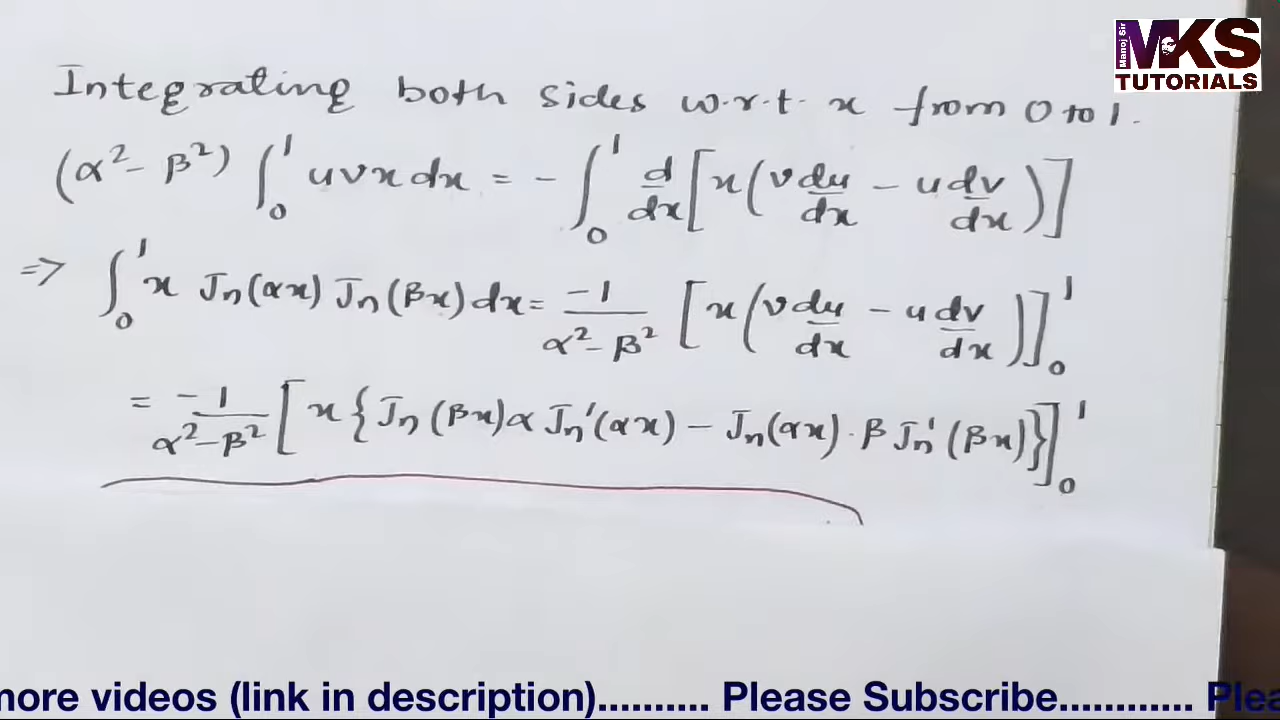 Manoj Sir
MKS
TUTORIALS
Integrating both sides w.r.t. x from 0 to 1.
(α² - β²) ∫₀¹ uvx dx = - ∫₀¹ d/dx [x(v du/dx - u dv/dx)]
=> ∫₀¹ x Jₙ(αx) Jₙ(βx) dx = -1/(α² - β²) [x(v du/dx - u dv/dx)]₀¹
= -1/(α² - β²) [x{Jₙ(βx) α Jₙ'(αx) - Jₙ(αx) · β Jₙ'(βx)}]₀¹
more videos (link in description).......... Please Subscribe............ Plea